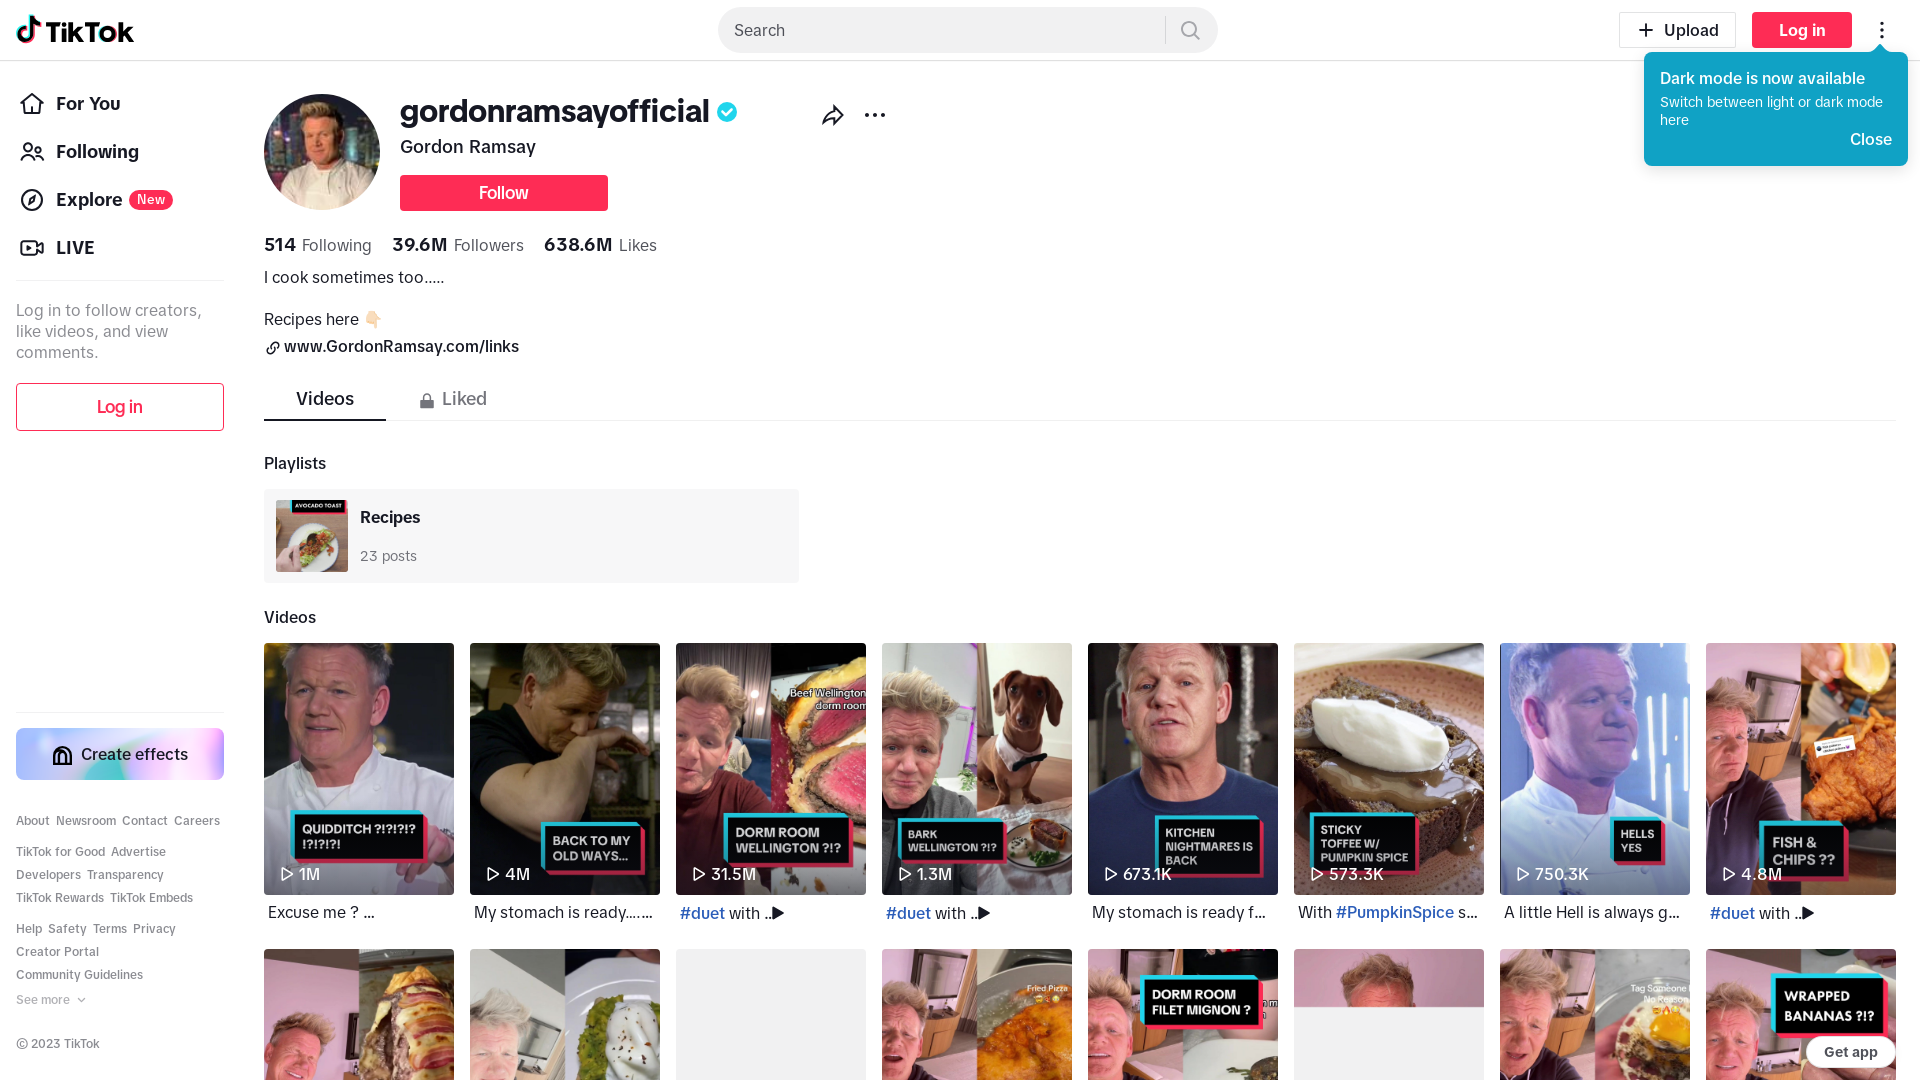 TikTok
Search
Upload
Log in
Dark mode is now available
Switch between light or dark mode
here
Close
For You
Following
Explore New
LIVE
Log in to follow creators,
like videos, and view
comments.
Log in
Create effects
About Newsroom Contact Careers
TikTok for Good Advertise
Developers Transparency
TikTok Rewards TikTok Embeds
Help Safety Terms Privacy
Creator Portal
Community Guidelines
See more
© 2023 TikTok
gordonramsayofficial
Gordon Ramsay
Follow
514 Following 39.6M Followers 638.6M Likes
I cook sometimes too.....
Recipes here 👇🏻
www.GordonRamsay.com/links
Videos
Liked
Playlists
AVOCADO TOAST
Recipes
23 posts
Videos
QUIDDITCH ?!?!?!?
!?!?!?!
1M
Excuse me ? ...
BACK TO MY
OLD WAYS...
4M
My stomach is ready.…...
Beef Wellington
dorm room
DORM ROOM
WELLINGTON ?!?
31.5M
#duet with ...
BARK
WELLINGTON ?!?
1.3M
#duet with ...
KITCHEN
NIGHTMARES IS
BACK
673.1K
My stomach is ready f...
STICKY
TOFFEE W/
PUMPKIN SPICE
573.3K
With #PumpkinSpice s...
HELLS
YES
750.3K
A little Hell is always g...
FISH &
CHIPS ??
4.8M
#duet with ...
Fried Pizza
DORM ROOM
FILET MIGNON ?
Tag Someone
No Reason
WRAPPED
BANANAS ?!?
Get app